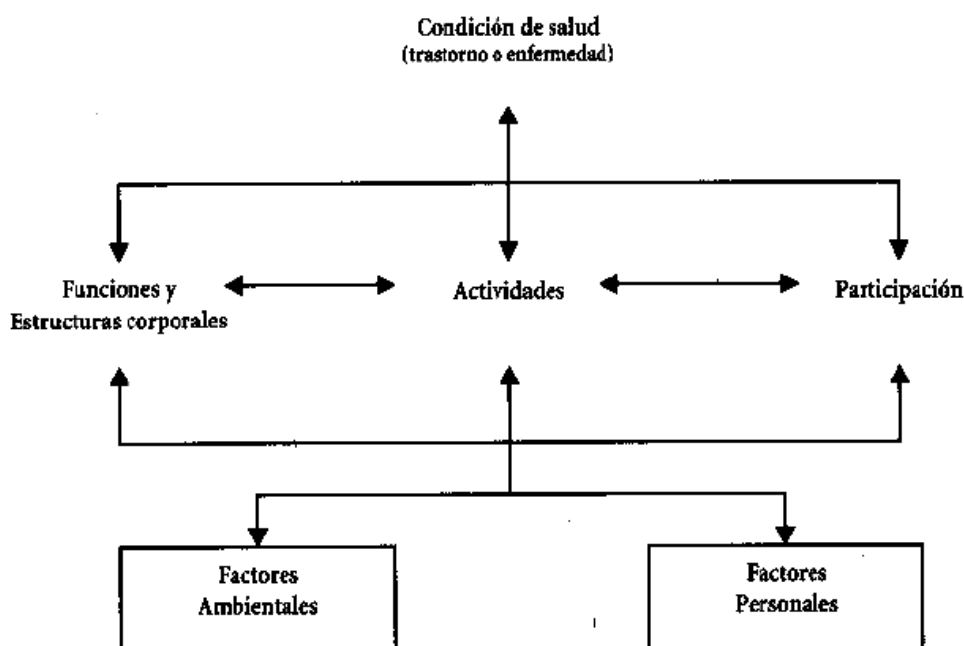 Condición de salud
(trastorno o enfermedad)
Funciones y
Estructuras corporales
Actividades
Participación
Factores
Ambientales
Factores
Personales